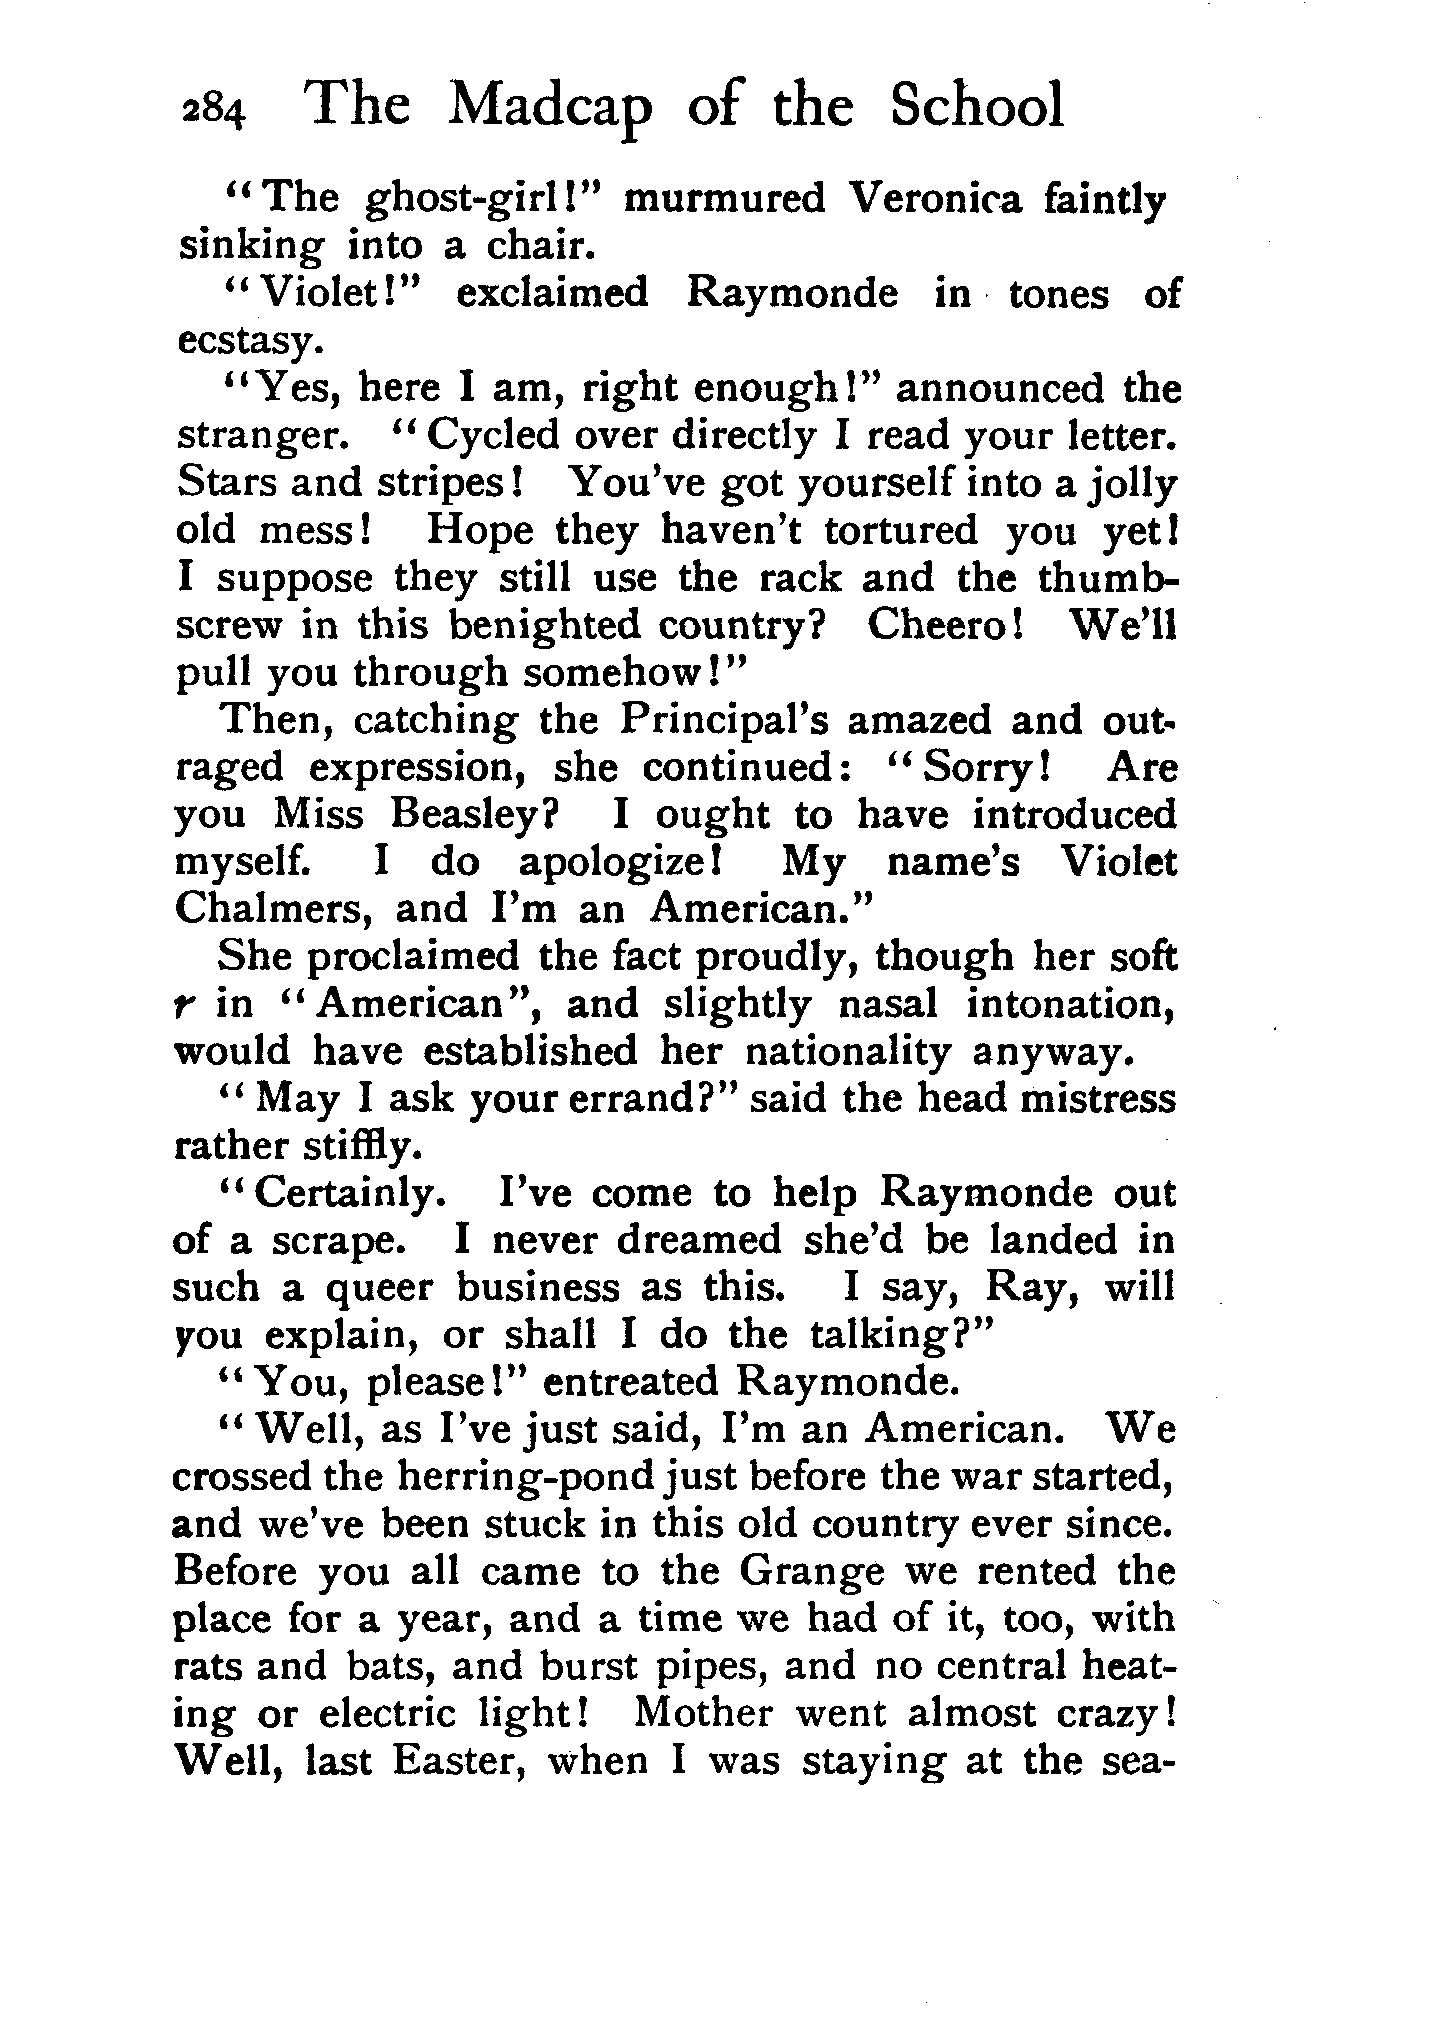 284 The Madcap of the School
"The ghost-girl!" murmured Veronica faintly
sinking into a chair.
"Violet!" exclaimed Raymonde in tones of
ecstasy.
"Yes, here I am, right enough!" announced the
stranger. "Cycled over directly I read your letter.
Stars and stripes! You've got yourself into a jolly
old mess! Hope they haven't tortured you yet!
I suppose they still use the rack and the thumb-
screw in this benighted country? Cheero! We'll
pull you through somehow!"
Then, catching the Principal's amazed and out-
raged expression, she continued: "Sorry! Are
you Miss Beasley? I ought to have introduced
myself. I do apologize! My name's Violet
Chalmers, and I'm an American."
She proclaimed the fact proudly, though her soft
r in "American", and slightly nasal intonation,
would have established her nationality anyway.
"May I ask your errand?" said the head mistress
rather stiffly.
"Certainly. I've come to help Raymonde out
of a scrape. I never dreamed she'd be landed in
such a queer business as this. I say, Ray, will
you explain, or shall I do the talking?"
"You, please!" entreated Raymonde.
"Well, as I've just said, I'm an American. We
crossed the herring-pond just before the war started,
and we've been stuck in this old country ever since.
Before you all came to the Grange we rented the
place for a year, and a time we had of it, too, with
rats and bats, and burst pipes, and no central heat-
ing or electric light! Mother went almost crazy!
Well, last Easter, when I was staying at the sea-